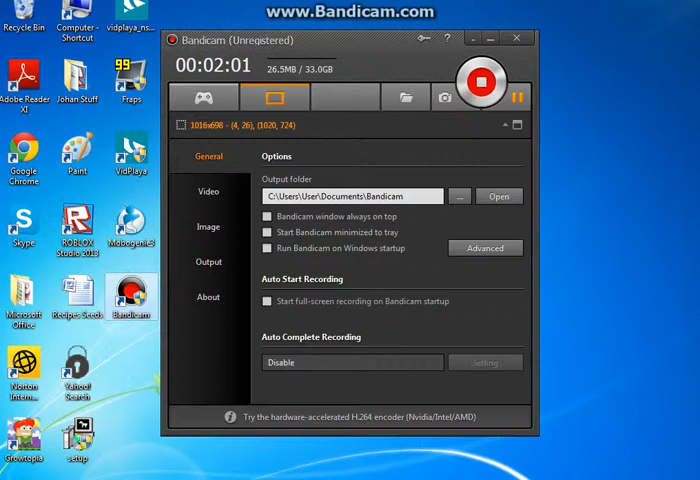 www.Bandicam.com
Recycle Bin
Computer - Shortcut
vidplaya_ns...
Bandicam (Unregistered)
?
00:02:01
26.5MB / 33.0GB
1016x698 - (4, 26), (1020, 724)
General
Video
Image
Output
About
Options
Output folder
C:\Users\User\Documents\Bandicam
...
Open
Bandicam window always on top
Start Bandicam minimized to tray
Run Bandicam on Windows startup
Advanced
Auto Start Recording
Start full-screen recording on Bandicam startup
Auto Complete Recording
Disable
Setting
Try the hardware-accelerated H.264 encoder (Nvidia/Intel/AMD)
Adobe Reader XI
Johan Stuff
99
Fraps
Google Chrome
Paint
VidPlaya
Skype
ROBLOX Studio 2013
Mobogenie3
Microsoft Office
Recipes Seeds
Bandicam
Norton Intern...
Yahoo! Search
Growtopia
setup